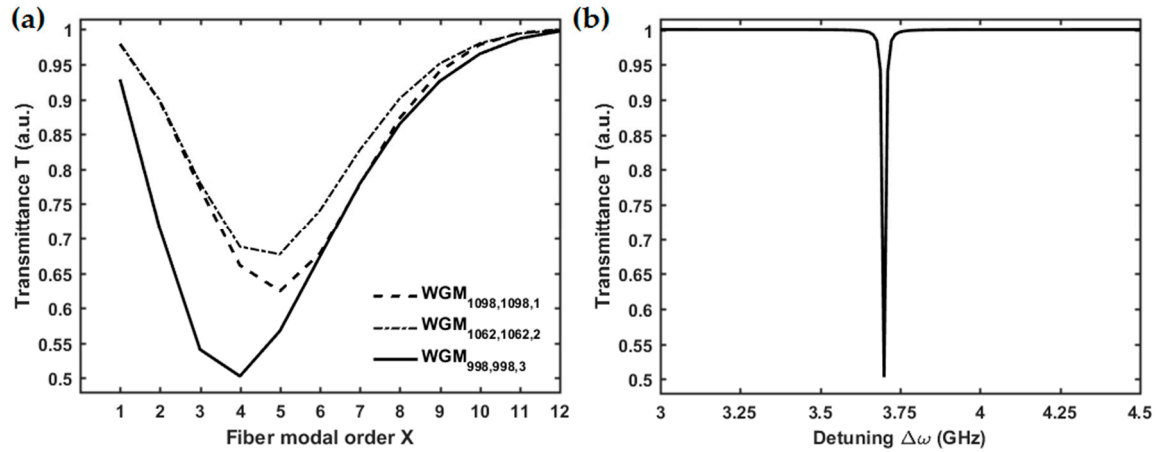 (a)
Transmittance T (a.u.)
1
0.95
0.9
0.85
0.8
0.75
0.7
0.65
0.6
0.55
0.5
WGM1098,1098,1
WGM1062,1062,2
WGM998,998,3
1 2 3 4 5 6 7 8 9 10 11 12
Fiber modal order X
(b)
Transmittance T (a.u.)
1
0.95
0.9
0.85
0.8
0.75
0.7
0.65
0.6
0.55
0.5
3 3.25 3.5 3.75 4 4.25 4.5
Detuning Δω (GHz)